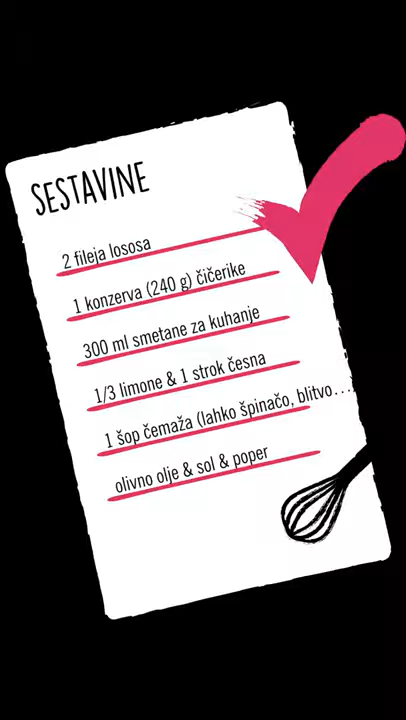 SESTAVINE
2 fileja lososa
1 konzerva (240 g) čičerike
300 ml smetane za kuhanje
1/3 limone & 1 strok česna
1 šop čemaža (lahko špinačo, blitvo...
olivno olje & sol & poper